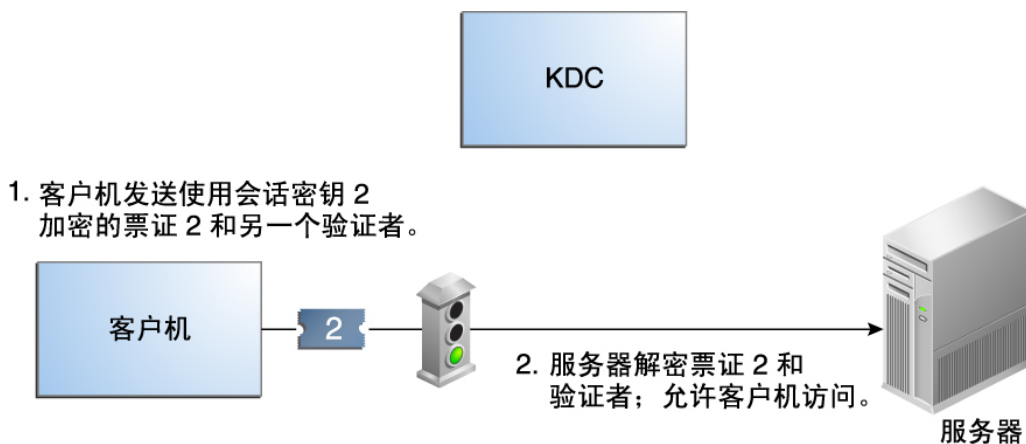 KDC
1. 客户机发送使用会话密钥 2
加密的票证 2 和另一个验证者。
客户机
2
2. 服务器解密票证 2 和
验证者；允许客户机访问。
服务器